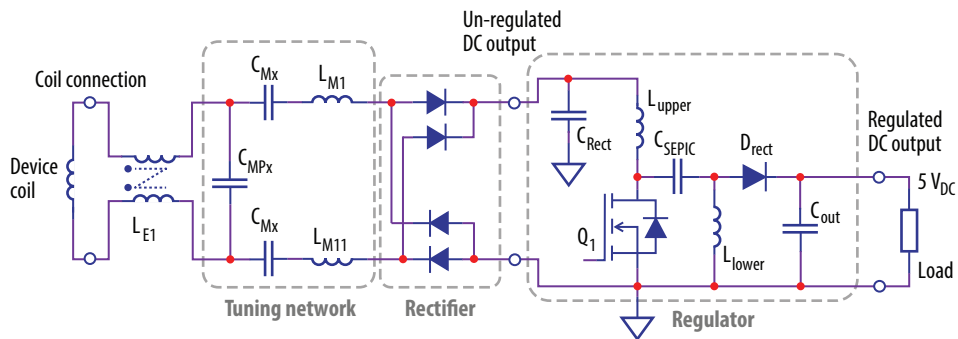 Un-regulated
DC output
Coil connection
C_Mx
L_M1
L_upper
C_Rect
C_SEPIC
D_rect
Regulated
DC output
Device
coil
C_MPx
5 V_DC
L_E1
C_Mx
L_M11
Q_1
L_lower
C_out
Load
Tuning network
Rectifier
Regulator